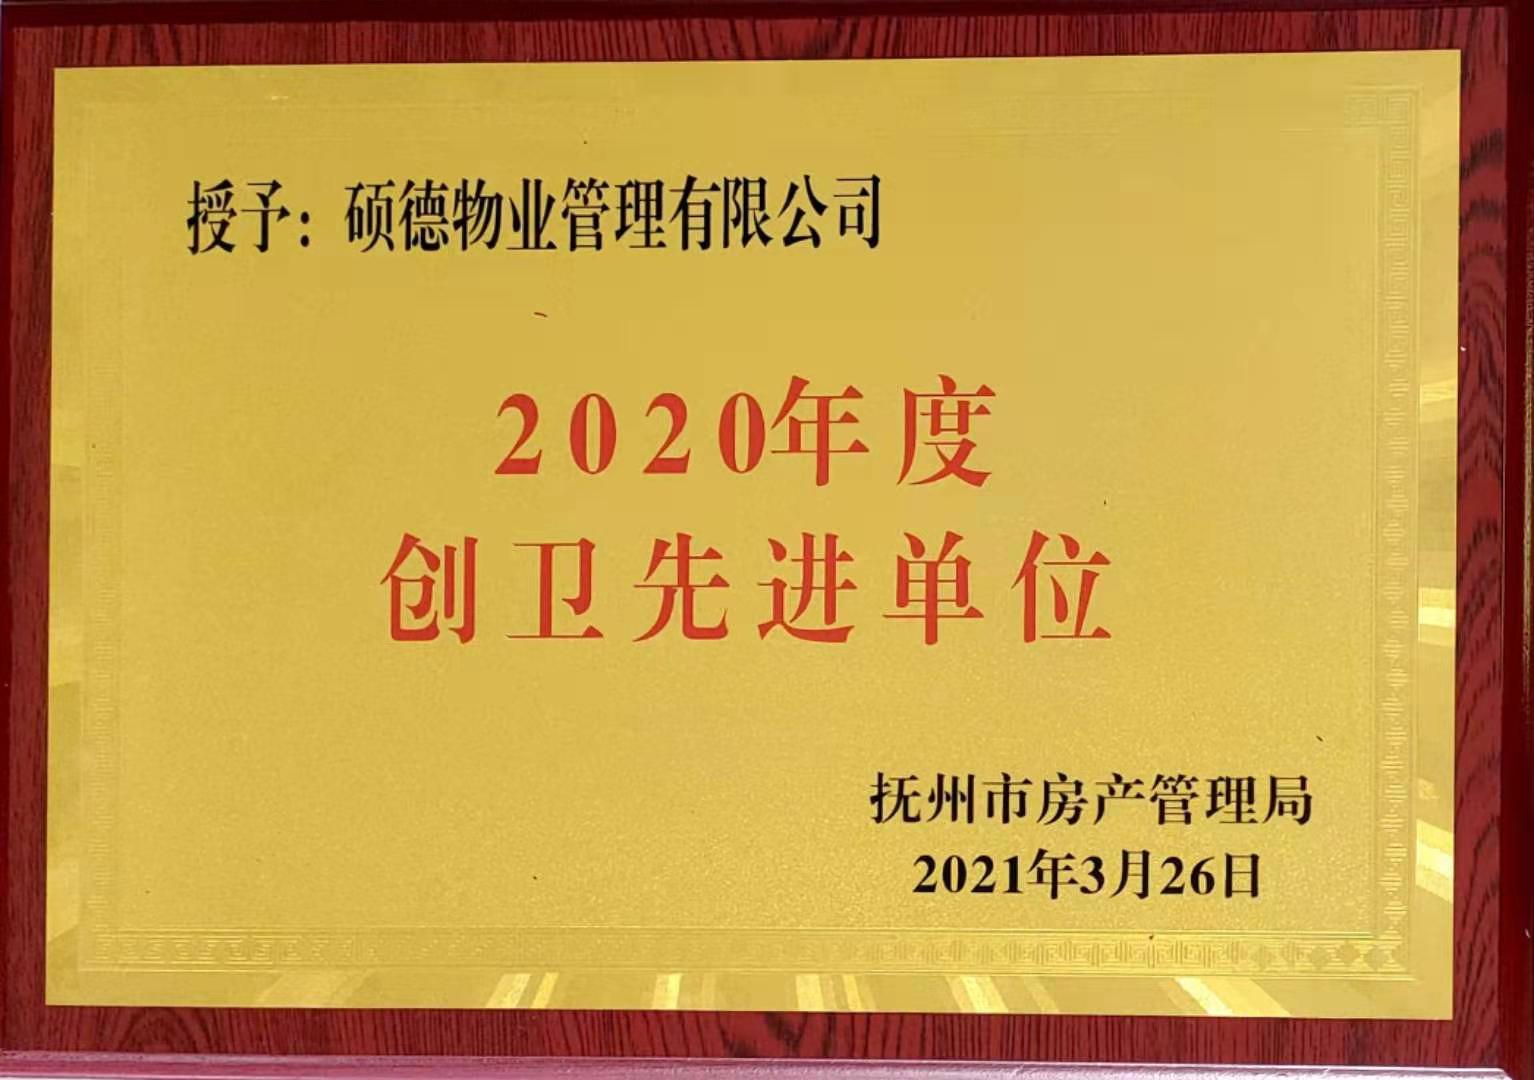 授予：硕德物业管理有限公司
2020年度
创卫先进单位
抚州市房产管理局
2021年3月26日